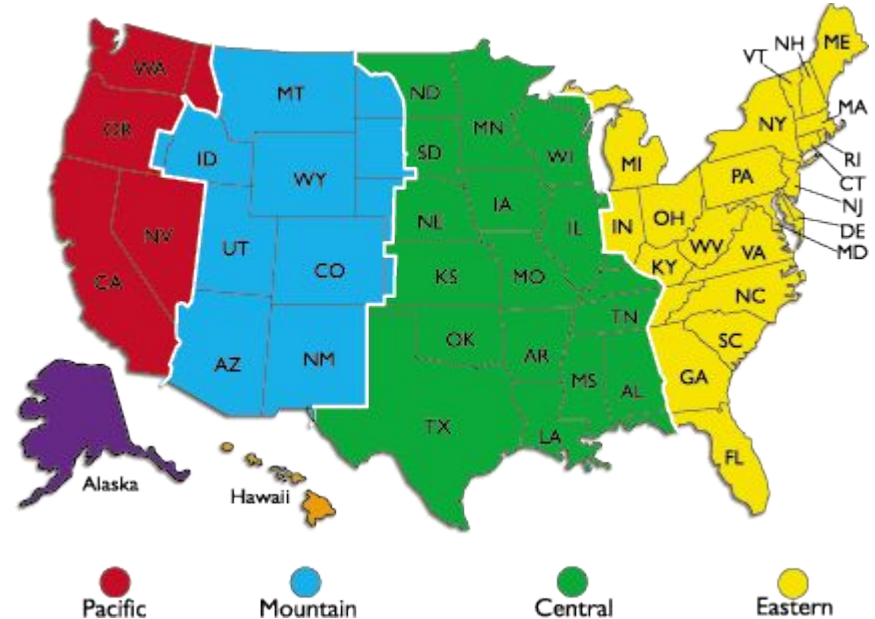 WA
MT
ND
MN
VT
NH
ME
OR
ID
WY
SD
WI
MI
NY
MA
RI
CT
NJ
DE
MD
PA
NV
UT
CO
NE
IA
IL
IN
OH
WV
VA
CA
KS
MO
KY
NC
AZ
NM
OK
AR
TN
SC
MS
AL
GA
TX
LA
FL
Alaska
Hawaii
Pacific
Mountain
Central
Eastern